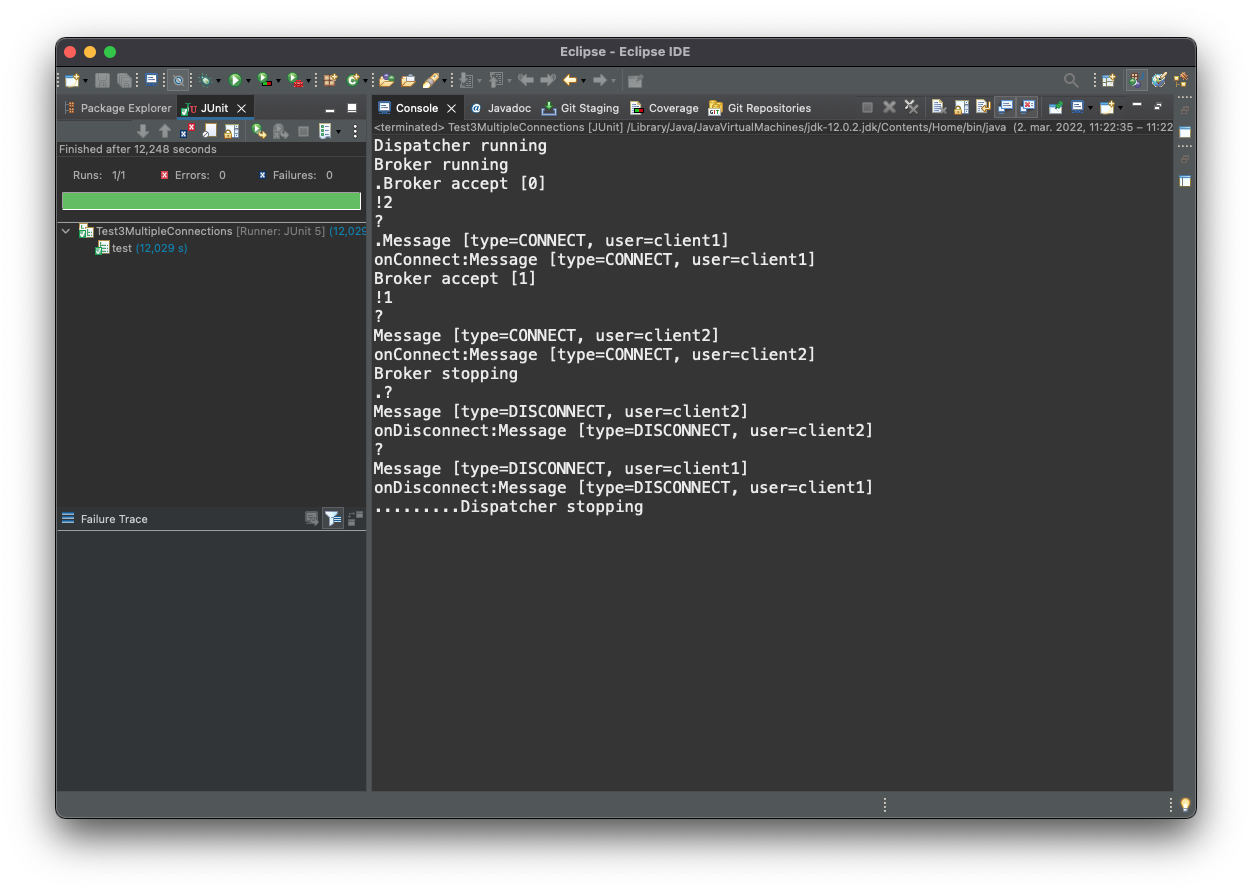 Eclipse - Eclipse IDE
Package Explorer
JUnit
Finished after 12,248 seconds
Runs: 1/1 Errors: 0 Failures: 0
Test3MultipleConnections [Runner: JUnit 5] (12,029
test (12,029 s)
Failure Trace
Console Javadoc Git Staging Coverage Git Repositories
<terminated> Test3MultipleConnections [JUnit] /Library/Java/JavaVirtualMachines/jdk-12.0.2.jdk/Contents/Home/bin/java (2. mar. 2022, 11:22:35 – 11:22
Dispatcher running
Broker running
.Broker accept [0]
!2
?
.Message [type=CONNECT, user=client1]
onConnect:Message [type=CONNECT, user=client1]
Broker accept [1]
!1
?
Message [type=CONNECT, user=client2]
onConnect:Message [type=CONNECT, user=client2]
Broker stopping
.?
Message [type=DISCONNECT, user=client2]
onDisconnect:Message [type=DISCONNECT, user=client2]
?
Message [type=DISCONNECT, user=client1]
onDisconnect:Message [type=DISCONNECT, user=client1]
.........Dispatcher stopping